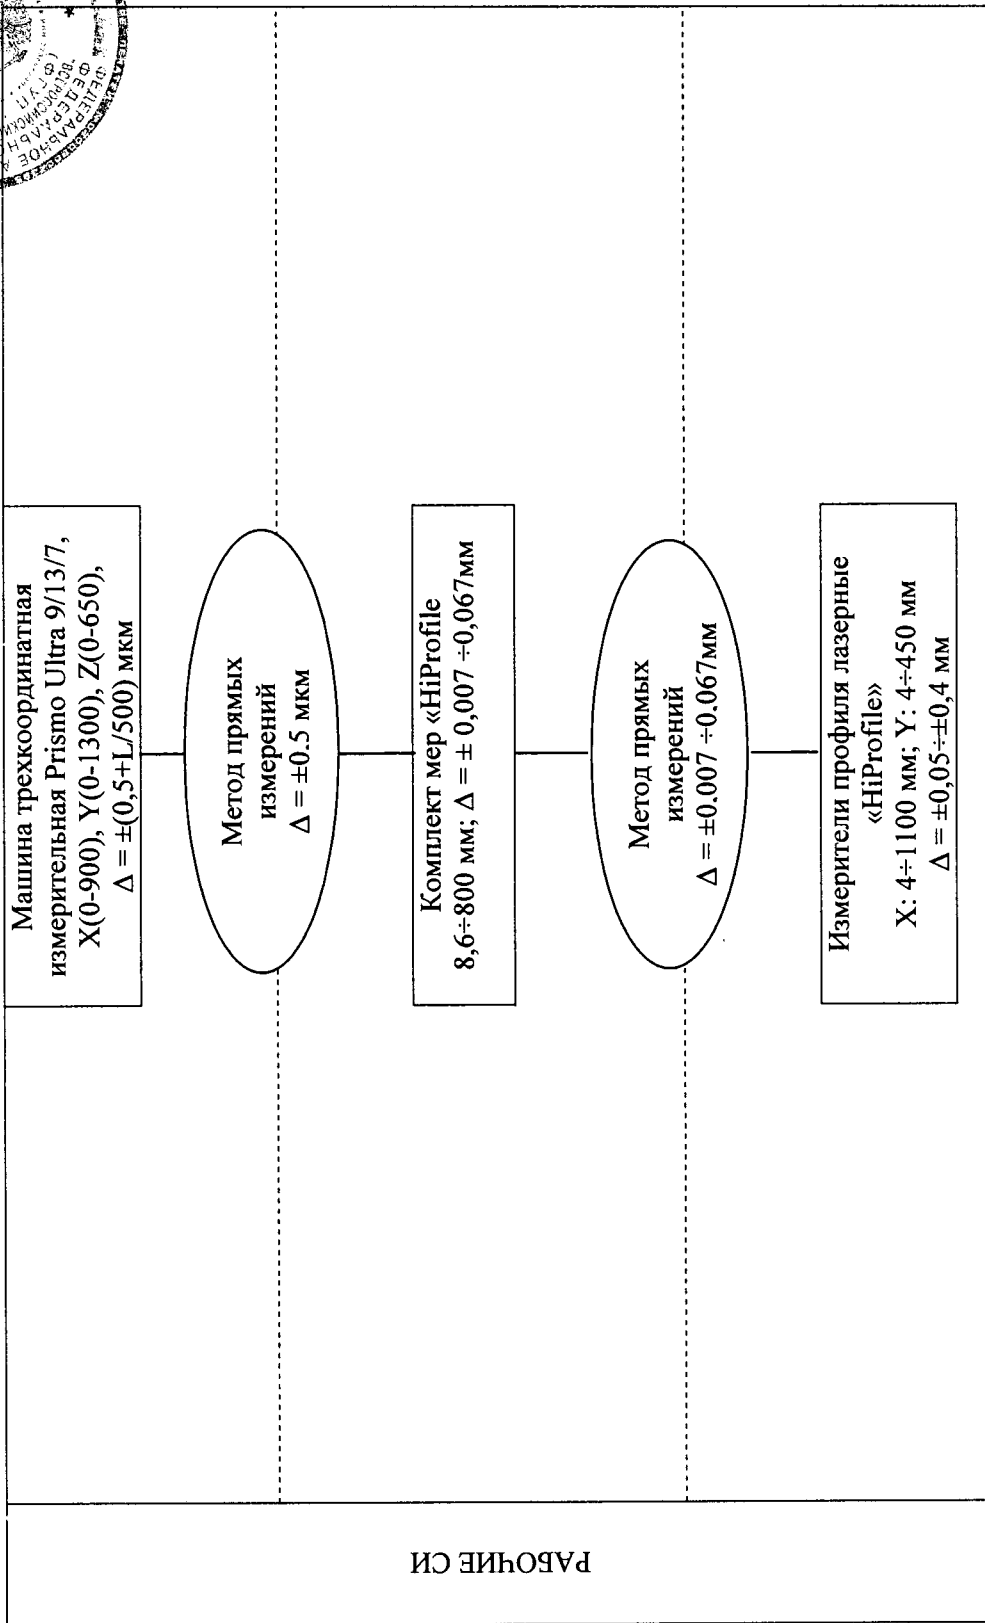 Машина трехкоординатная
измерительная Prismo Ultra 9/13/7,
X(0-900), Y(0-1300), Z(0-650),
Δ = ±(0,5+L/500) мкм
Метод прямых
измерений
Δ = ±0.5 мкм
Комплект мер «HiProfile
8,6÷800 мм; Δ = ± 0,007 ÷0,067мм
Метод прямых
измерений
Δ = ±0.007 ÷0.067мм
Измерители профиля лазерные
«HiProfile»
X: 4÷1100 мм; Y: 4÷450 мм
Δ = ±0,05÷±0,4 мм
РАБОЧИЕ СИ
ФЕДЕРАЛЬНОЕ А
ФЕДЕРАЛЬН
ФГУП